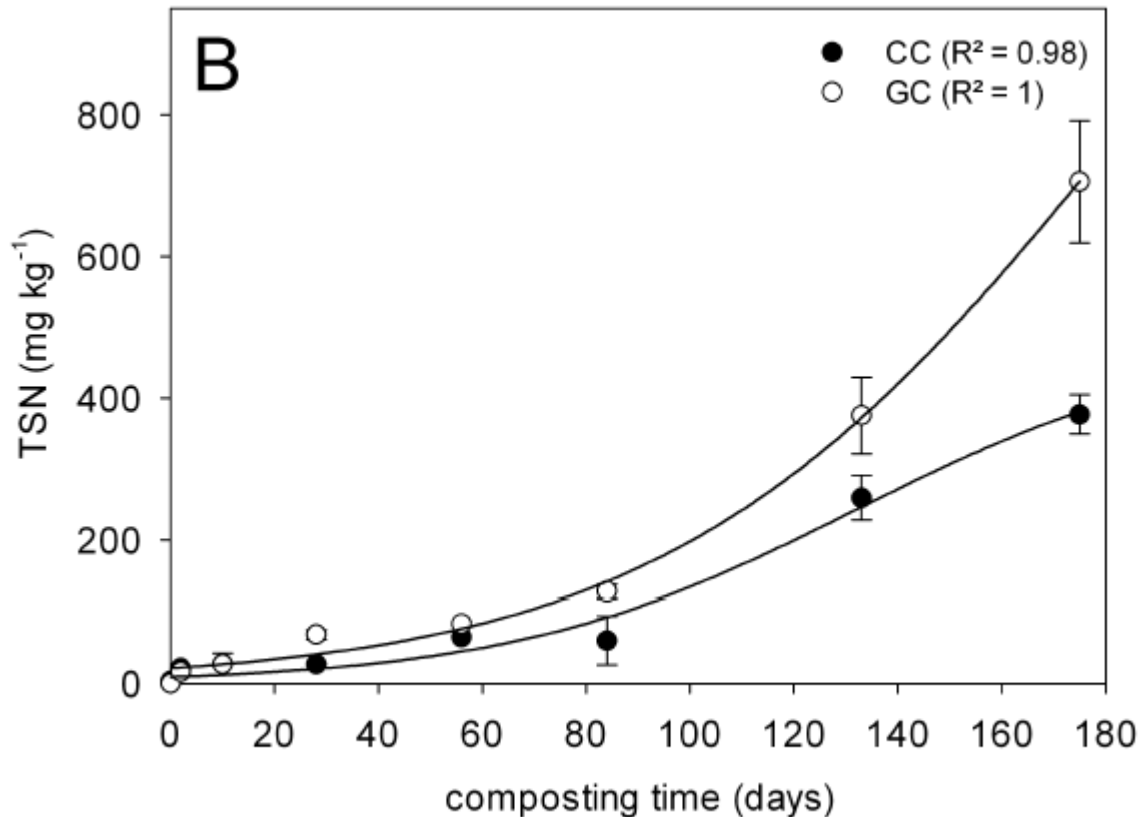 B
CC (R² = 0.98)
GC (R² = 1)
TSN (mg kg⁻¹)
800
600
400
200
0
0 20 40 60 80 100 120 140 160 180
composting time (days)